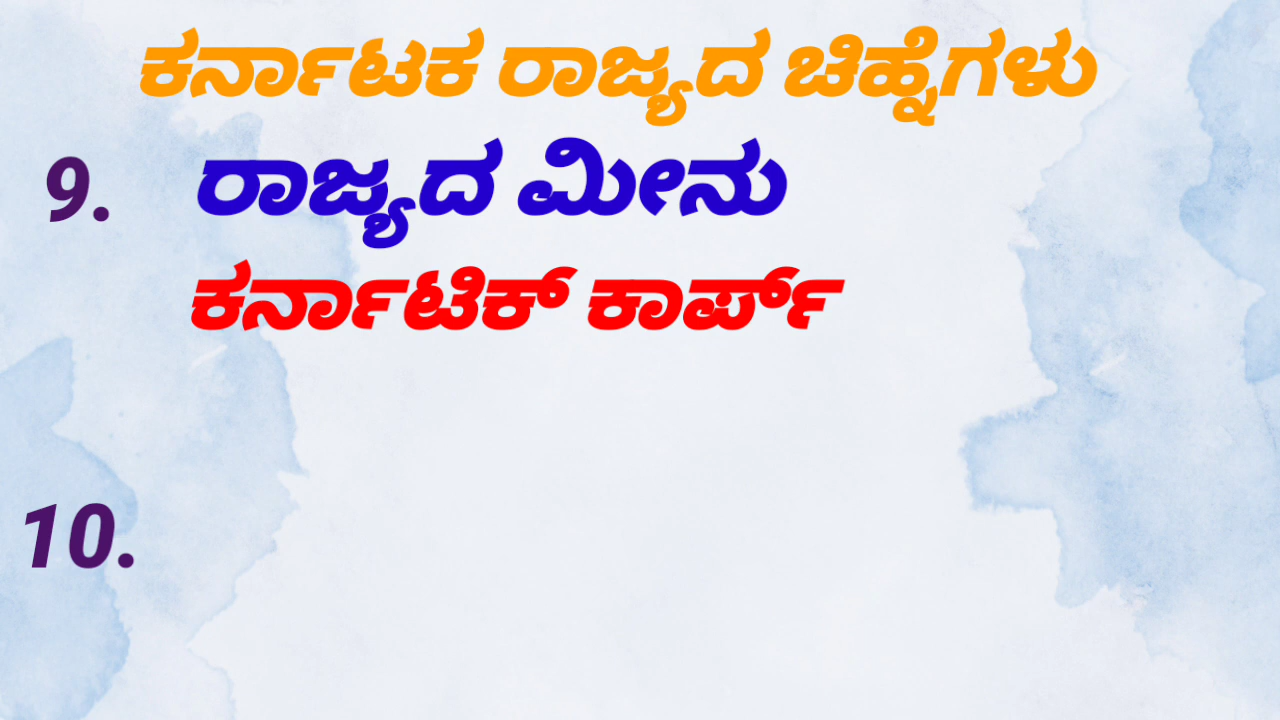 ಕರ್ನಾಟಕ ರಾಜ್ಯದ ಚಿಹ್ನೆಗಳು
9. ರಾಜ್ಯದ ಮೀನು
ಕರ್ನಾಟಿಕ್ ಕಾರ್ಪ್
10.